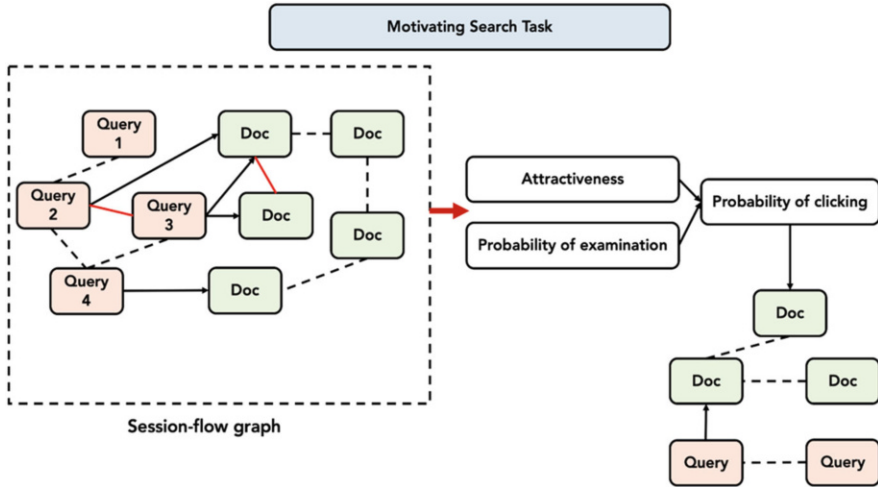 Motivating Search Task
Query
1
Doc
Doc
Query
2
Query
3
Doc
Doc
Query
4
Doc
Session-flow graph
Attractiveness
Probability of examination
Probability of clicking
Doc
Doc
Doc
Query
Query